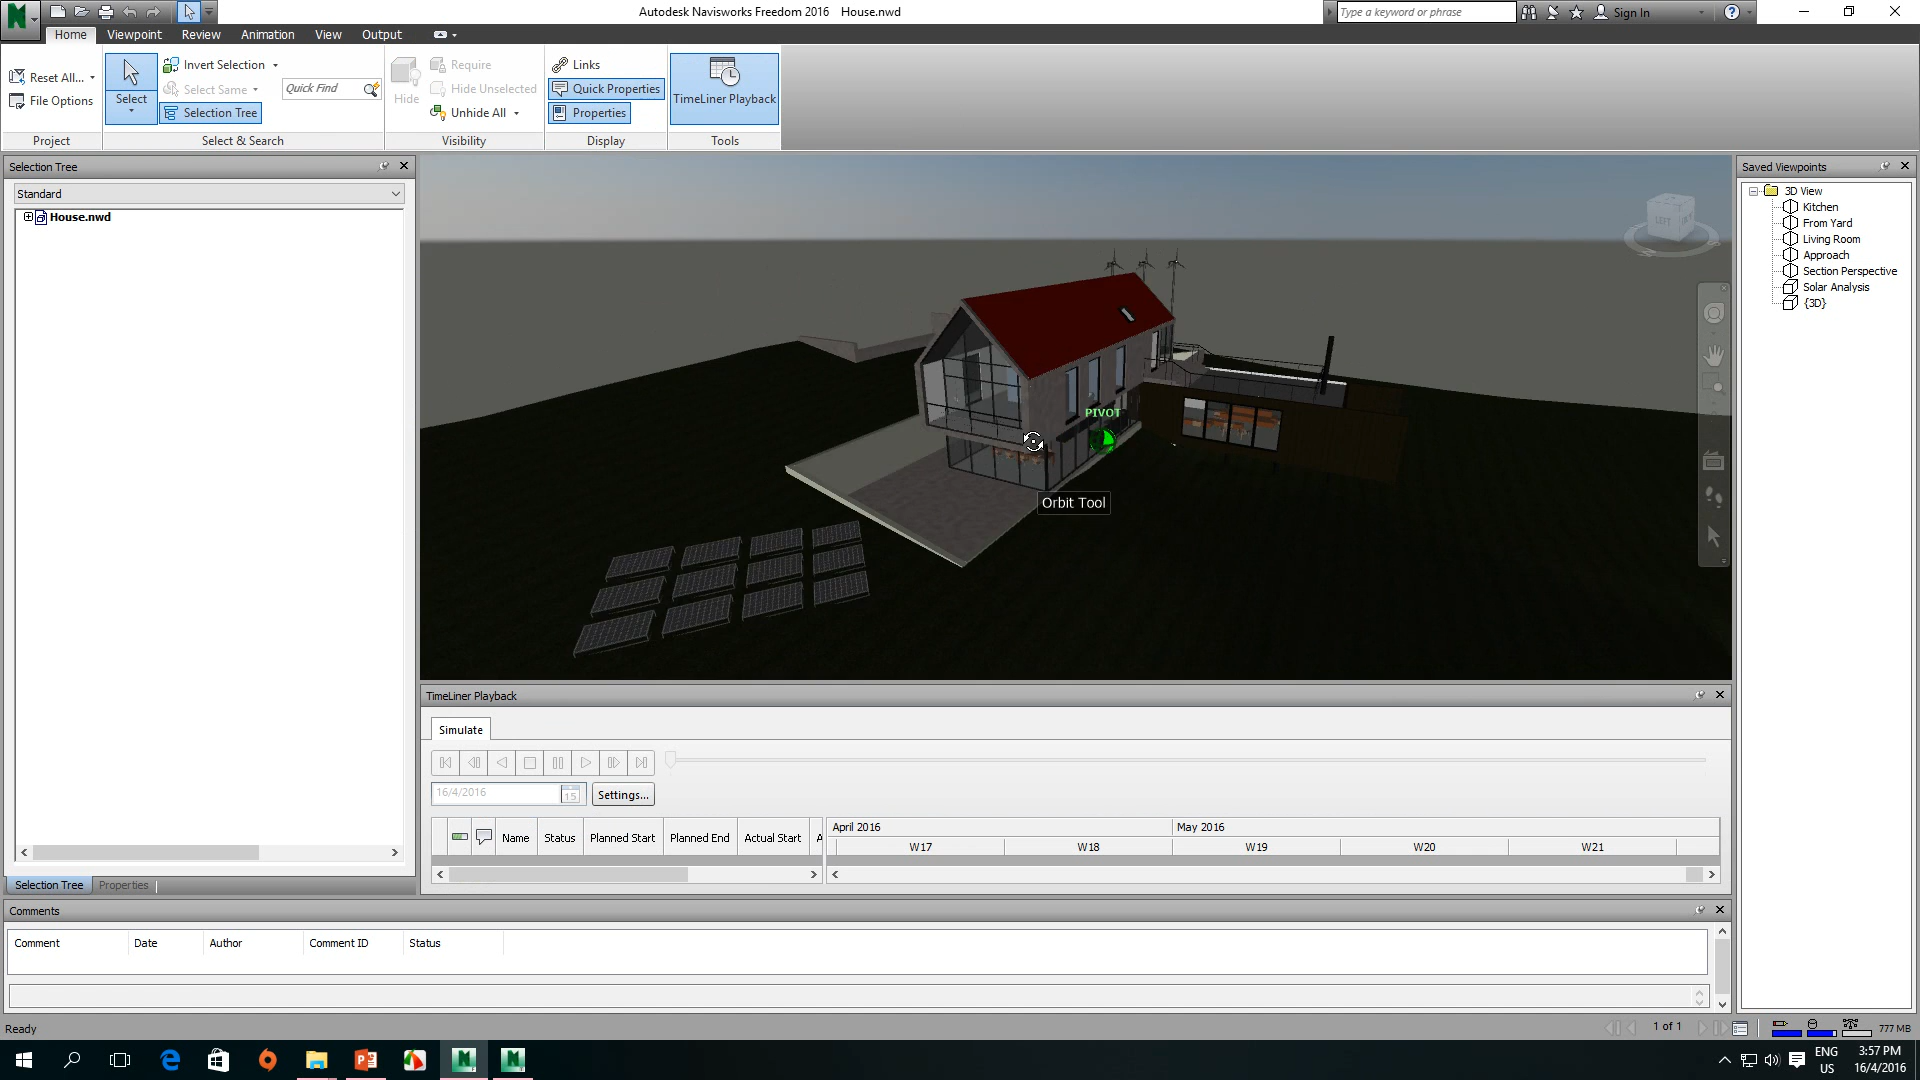 Autodesk Navisworks Freedom 2016 House.nwd
Type a keyword or phrase
Sign In
Home Viewpoint Review Animation View Output
Reset All...
File Options
Project
Select
Invert Selection
Select Same
Selection Tree
Quick Find
Select & Search
Hide
Require
Hide Unselected
Unhide All
Visibility
Links
Quick Properties
Properties
Display
TimeLiner Playback
Tools
Selection Tree
Standard
House.nwd
Selection Tree Properties
LEFT
PIVOT
Orbit Tool
Saved Viewpoints
3D View
Kitchen
From Yard
Living Room
Approach
Section Perspective
Solar Analysis
{3D}
TimeLiner Playback
Simulate
16/4/2016 15
Settings...
Name Status Planned Start Planned End Actual Start A
April 2016 May 2016
W17 W18 W19 W20 W21
Comments
Comment Date Author Comment ID Status
Ready
1 of 1
777 MB
ENG
US
3:57 PM
16/4/2016